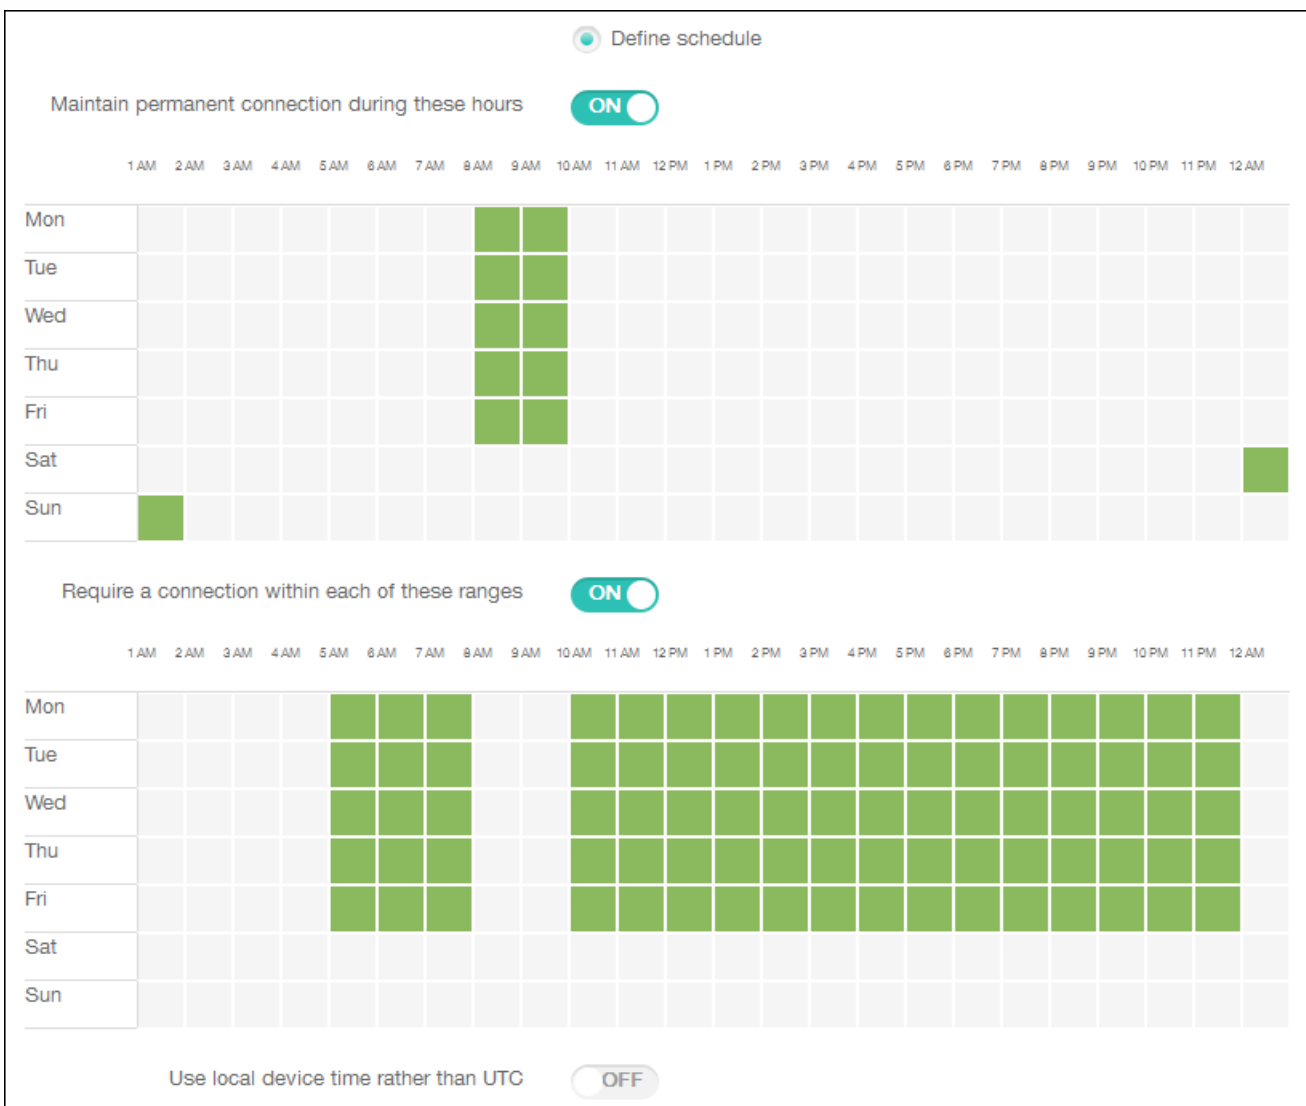 Define schedule
Maintain permanent connection during these hours ON
1 AM 2 AM 3 AM 4 AM 5 AM 6 AM 7 AM 8 AM 9 AM 10 AM 11 AM 12 PM 1 PM 2 PM 3 PM 4 PM 5 PM 6 PM 7 PM 8 PM 9 PM 10 PM 11 PM 12 AM
Mon
Tue
Wed
Thu
Fri
Sat
Sun
Require a connection within each of these ranges ON
1 AM 2 AM 3 AM 4 AM 5 AM 6 AM 7 AM 8 AM 9 AM 10 AM 11 AM 12 PM 1 PM 2 PM 3 PM 4 PM 5 PM 6 PM 7 PM 8 PM 9 PM 10 PM 11 PM 12 AM
Mon
Tue
Wed
Thu
Fri
Sat
Sun
Use local device time rather than UTC OFF